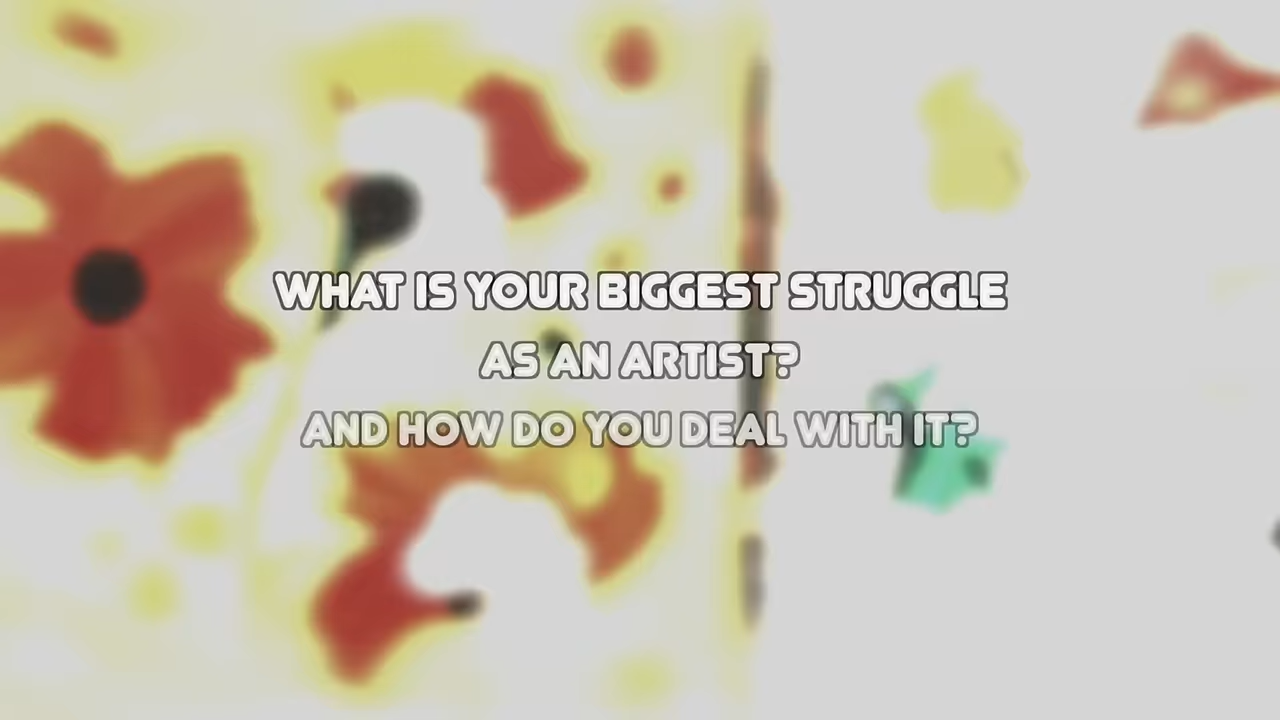 WHAT IS YOUR BIGGEST STRUGGLE
AS AN ARTIST?
AND HOW DO YOU DEAL WITH IT?